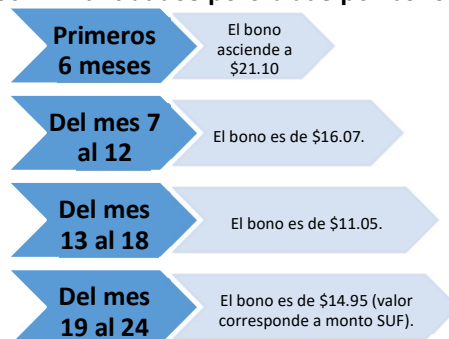 Primeros
6 meses
El bono
asciende a
$21.10
Del mes 7
al 12
El bono es de $16.07.
Del mes
13 al 18
El bono es de $11.05.
Del mes
19 al 24
El bono es de $14.95 (valor
corresponde a monto SUF).